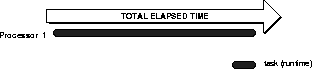 TOTAL ELAPSED TIME
Processor 1
task (runtime)